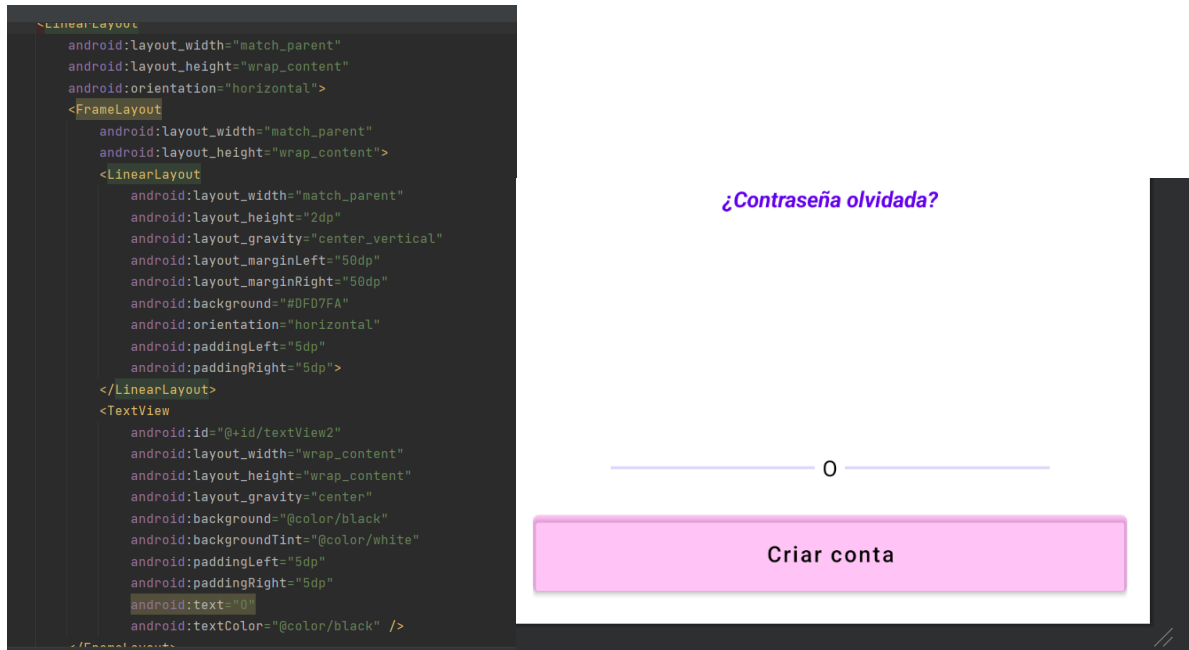 <LinearLayout
android:layout_width="match_parent"
android:layout_height="wrap_content"
android:orientation="horizontal">
<FrameLayout
android:layout_width="match_parent"
android:layout_height="wrap_content">
<LinearLayout
android:layout_width="match_parent"
android:layout_height="2dp"
android:layout_gravity="center_vertical"
android:layout_marginLeft="50dp"
android:layout_marginRight="50dp"
android:background="#DFD7FA"
android:orientation="horizontal"
android:paddingLeft="5dp"
android:paddingRight="5dp">
</LinearLayout>
<TextView
android:id="@+id/textView2"
android:layout_width="wrap_content"
android:layout_height="wrap_content"
android:layout_gravity="center"
android:background="@color/black"
android:backgroundTint="@color/white"
android:paddingLeft="5dp"
android:paddingRight="5dp"
android:text="O"
android:textColor="@color/black" />
</FrameLayout>
¿Contraseña olvidada?
O
Criar conta